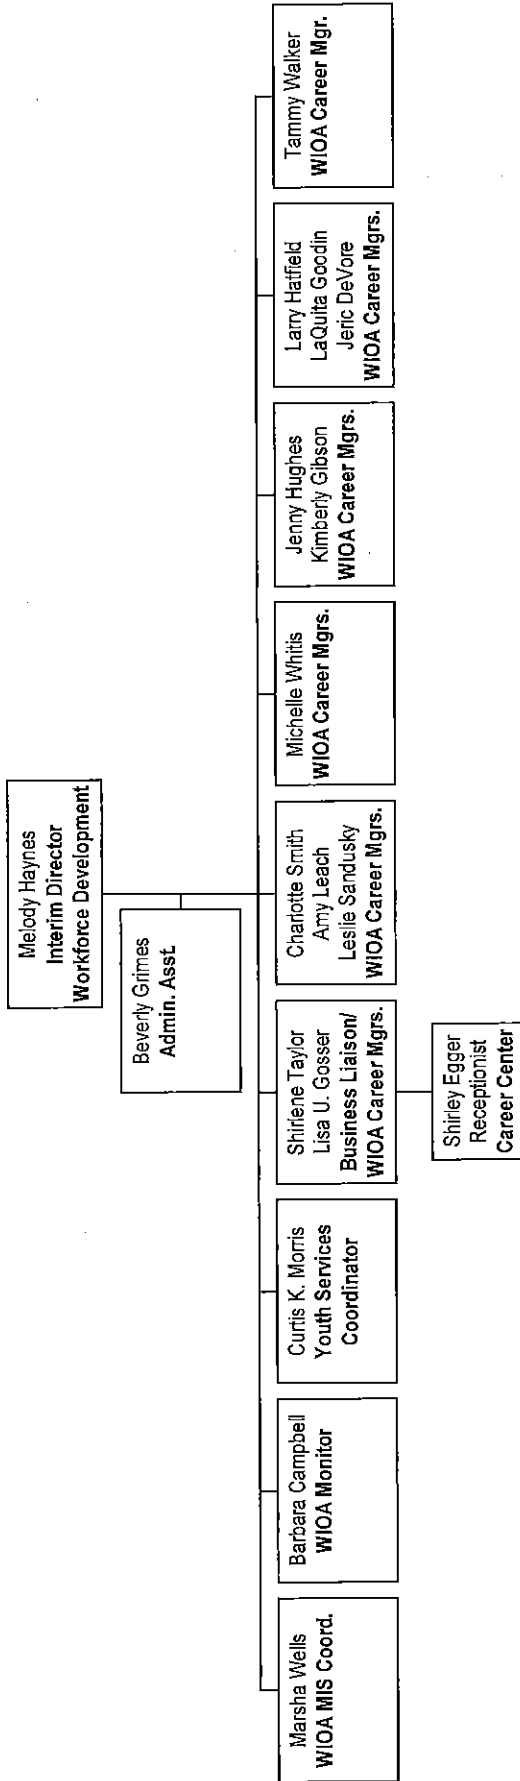 Melody Haynes
Interim Director
Workforce Development
Beverly Grimes
Admin. Asst.
Marsha Wells
WIOA MIS Coord.
Barbara Campbell
WIOA Monitor
Curtis K. Morris
Youth Services
Coordinator
Shirlene Taylor
Lisa U. Gosser
Business Liaison/
WIOA Career Mgrs.
Charlotte Smith
Amy Leach
Leslie Sandusky
WIOA Career Mgrs.
Michelle Whitis
WIOA Career Mgrs.
Jenny Hughes
Kimberly Gibson
WIOA Career Mgrs.
Larry Hatfield
LaQuita Goodin
Jeric DeVore
WIOA Career Mgrs.
Tammy Walker
WIOA Career Mgr.
Shirley Egger
Receptionist
Career Center